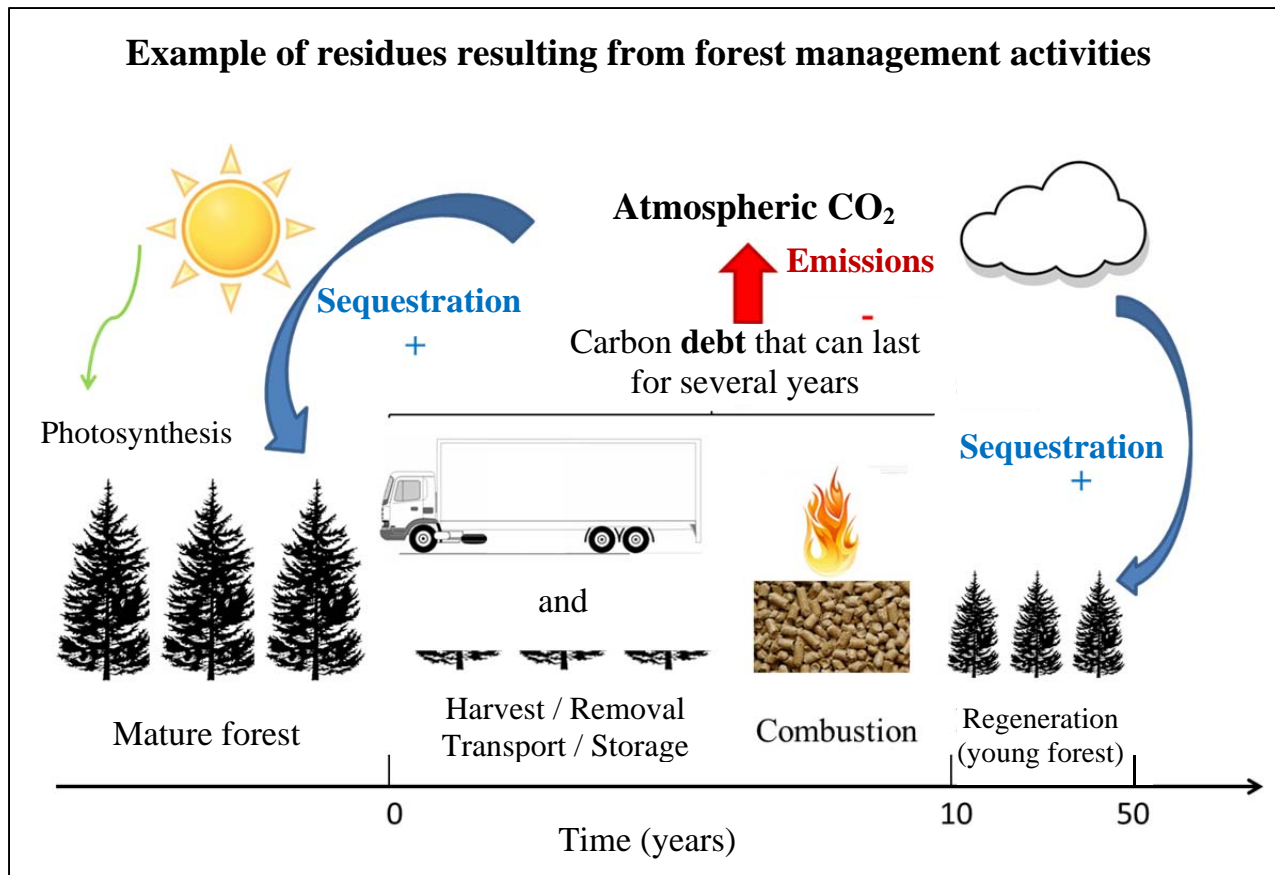 Example of residues resulting from forest management activities
Atmospheric CO₂
Emissions
-
Sequestration
+
Carbon debt that can last
for several years
Photosynthesis
Sequestration
+
and
Mature forest
Harvest / Removal
Transport / Storage
Combustion
Regeneration
(young forest)
0
10
50
Time (years)